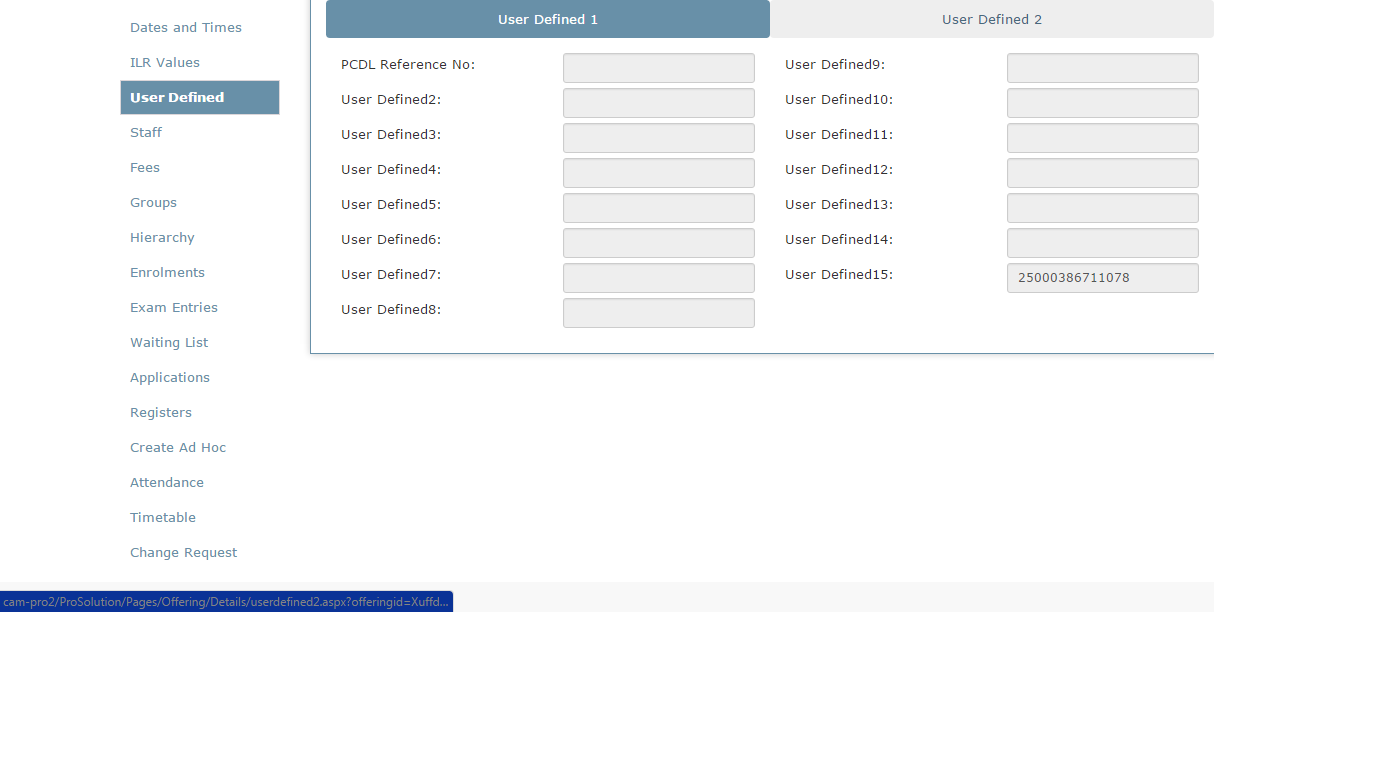 Dates and Times
ILR Values
User Defined
Staff
Fees
Groups
Hierarchy
Enrolments
Exam Entries
Waiting List
Applications
Registers
Create Ad Hoc
Attendance
Timetable
Change Request
User Defined 1
User Defined 2
PCDL Reference No:
User Defined2:
User Defined3:
User Defined4:
User Defined5:
User Defined6:
User Defined7:
User Defined8:
User Defined9:
User Defined10:
User Defined11:
User Defined12:
User Defined13:
User Defined14:
User Defined15: 25000386711078
cam-pro2/ProSolution/Pages/Offering/Details/userdefined2.aspx?offeringid=Xuffd...